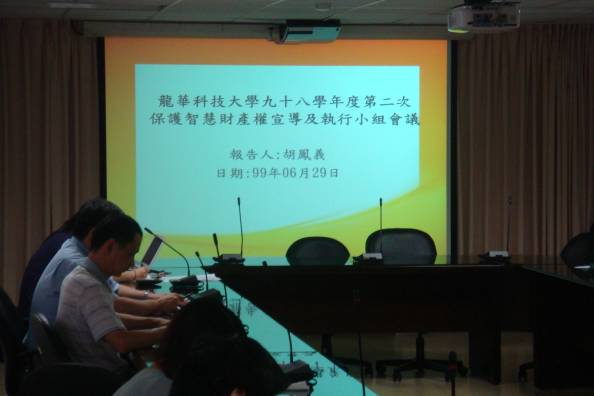 龍華科技大學九十八學年度第二次
保護智慧財產權宣導及執行小組會議
報告人:胡鳳義
日期:99年06月29日